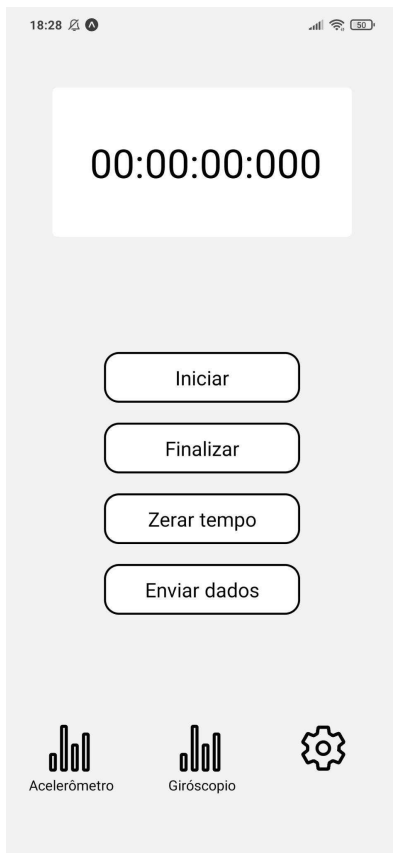 18:28
50
00:00:00:000
Iniciar
Finalizar
Zerar tempo
Enviar dados
Acelerômetro
Giróscopio